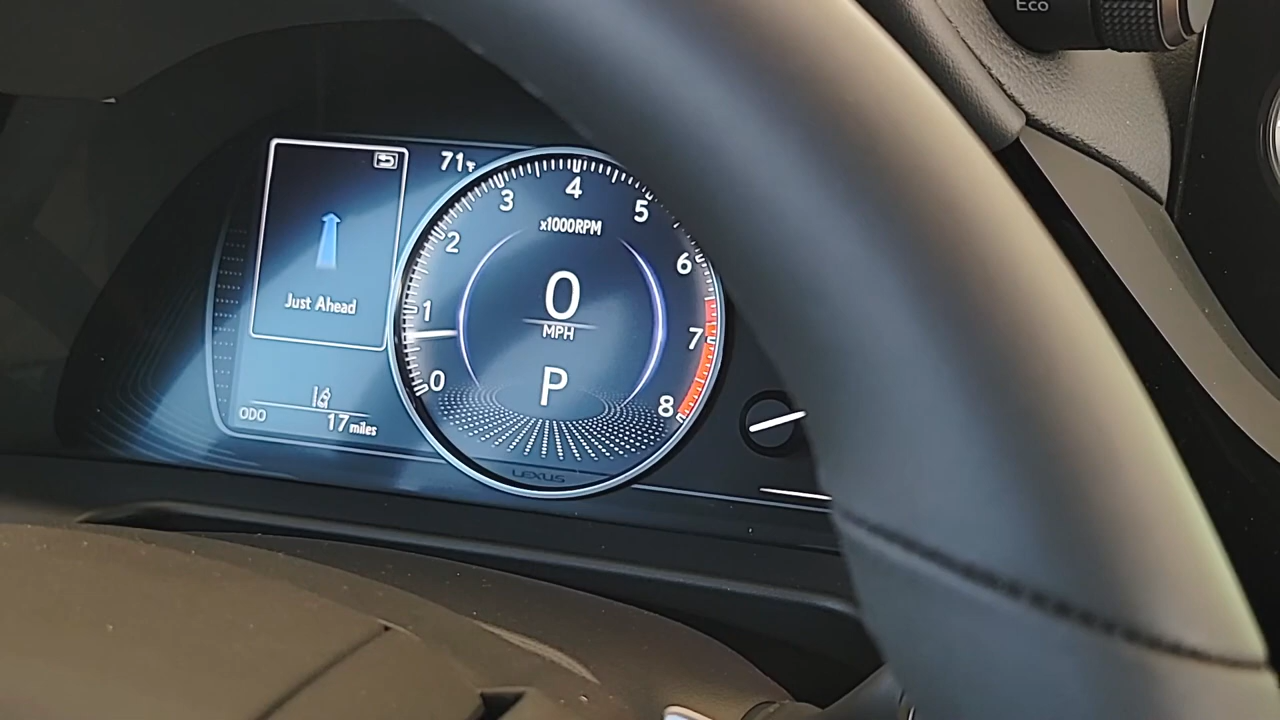 Eco
71°F
3
4
5
x1000RPM
2
6
0
Just Ahead
1
MPH
7
0
P
8
ODO
17 miles
LEXUS